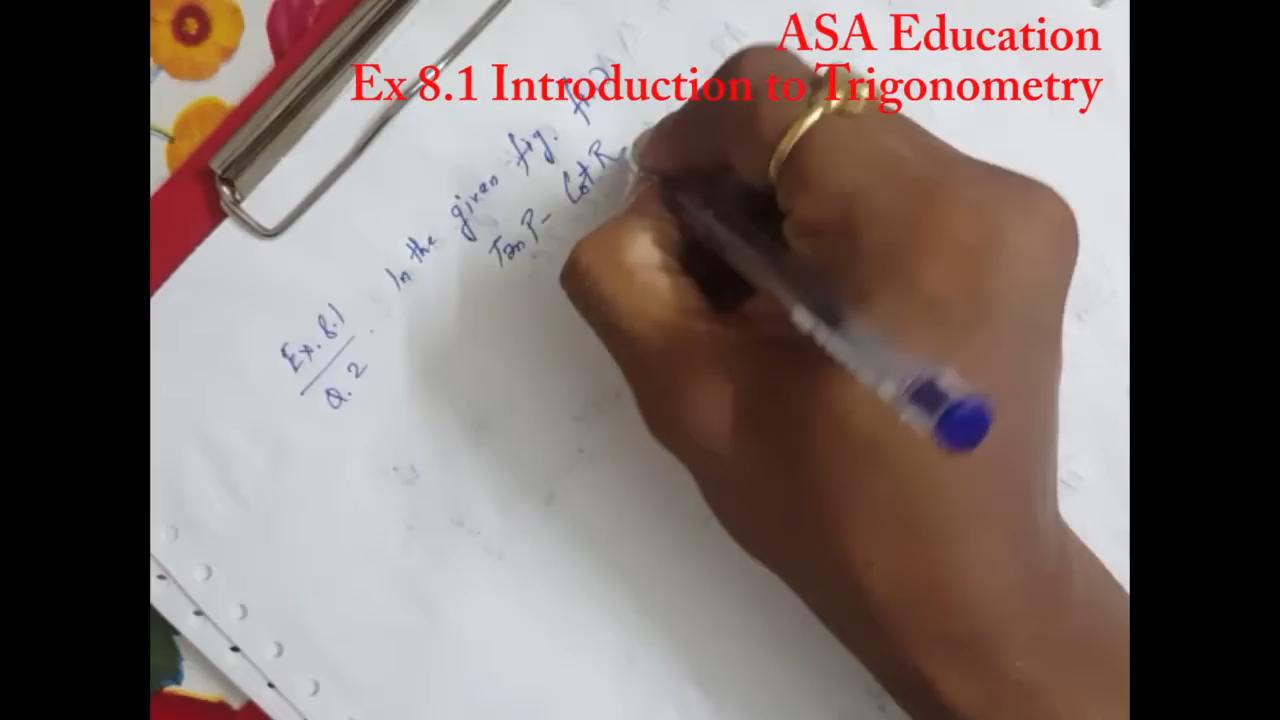 ASA Education
Ex 8.1 Introduction to Trigonometry
Ex. 8.1
Q. 2
In the given fig.
Tan P - Cot R